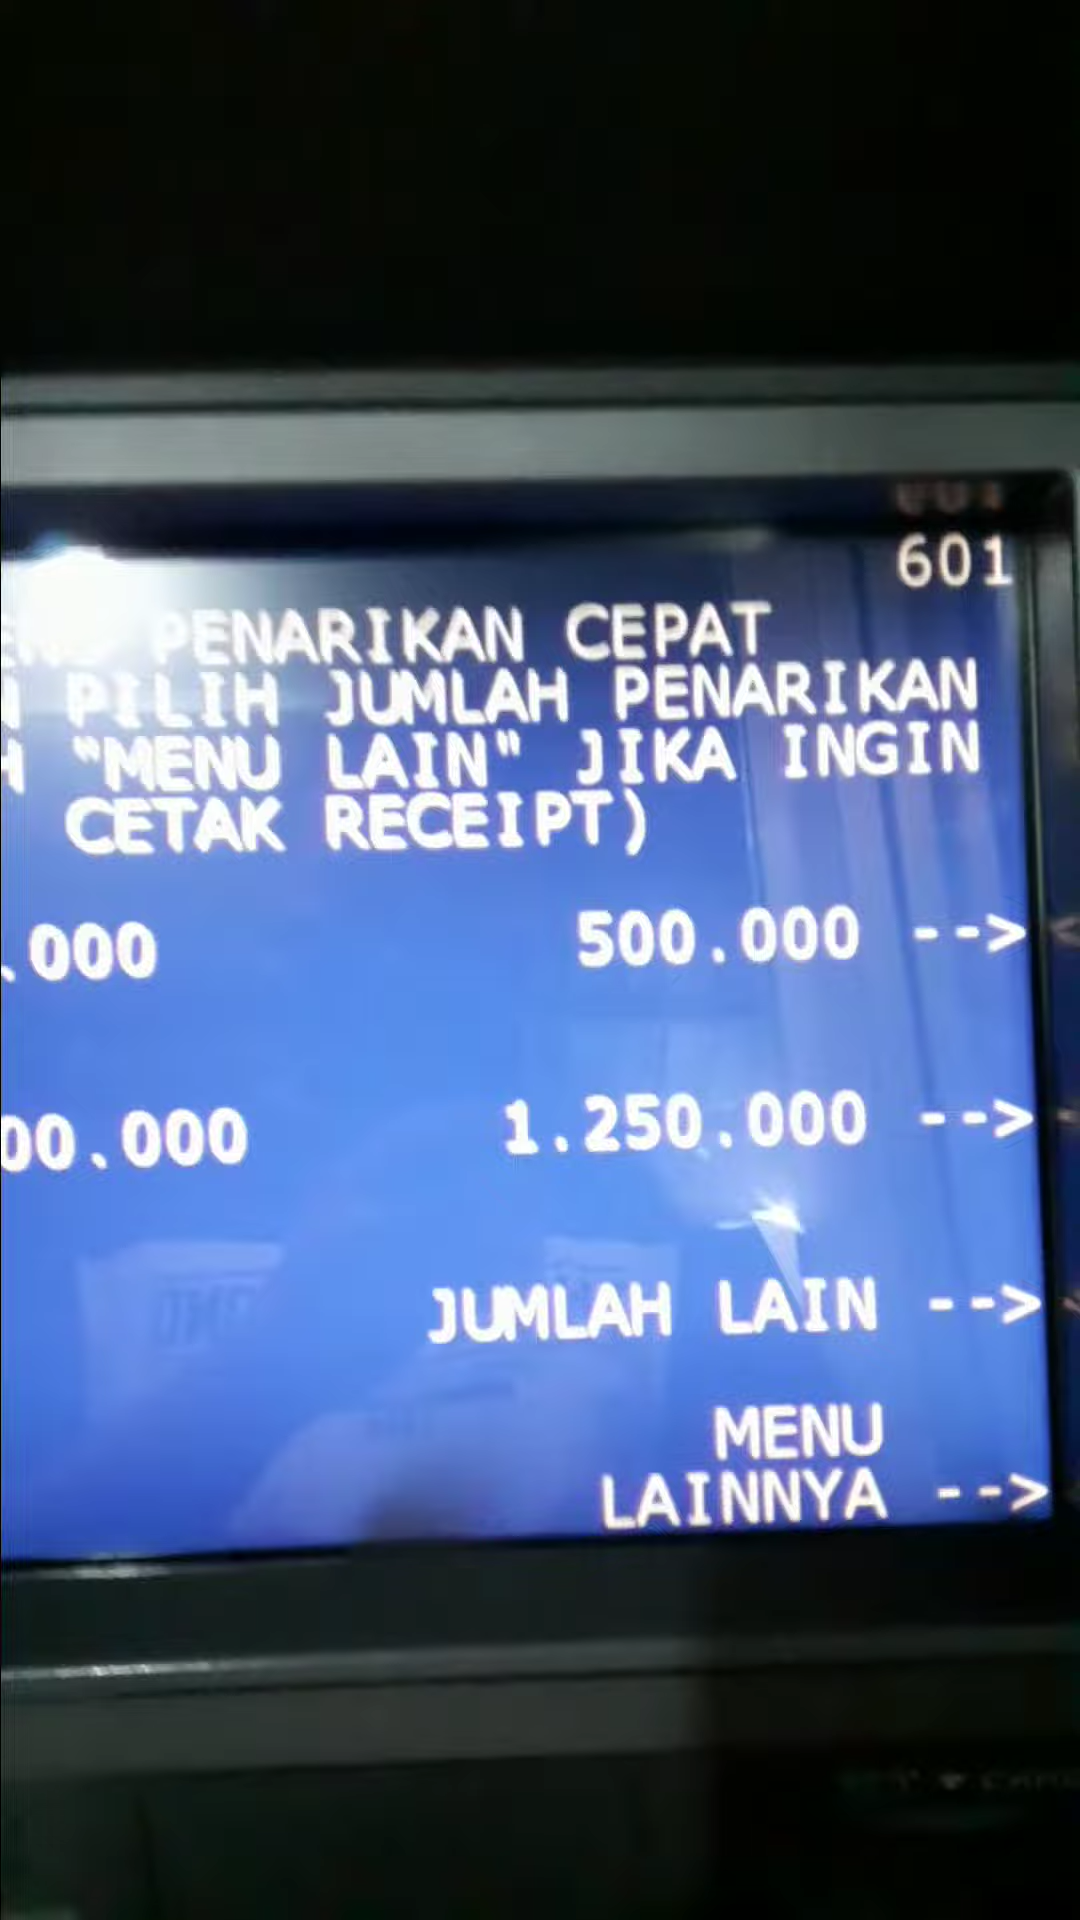 601
PENARIKAN CEPAT
PILIH JUMLAH PENARIKAN
"MENU LAIN" JIKA INGIN
CETAK RECEIPT)
.000 500.000 -->
00.000 1.250.000 -->
JUMLAH LAIN -->
MENU
LAINNYA -->